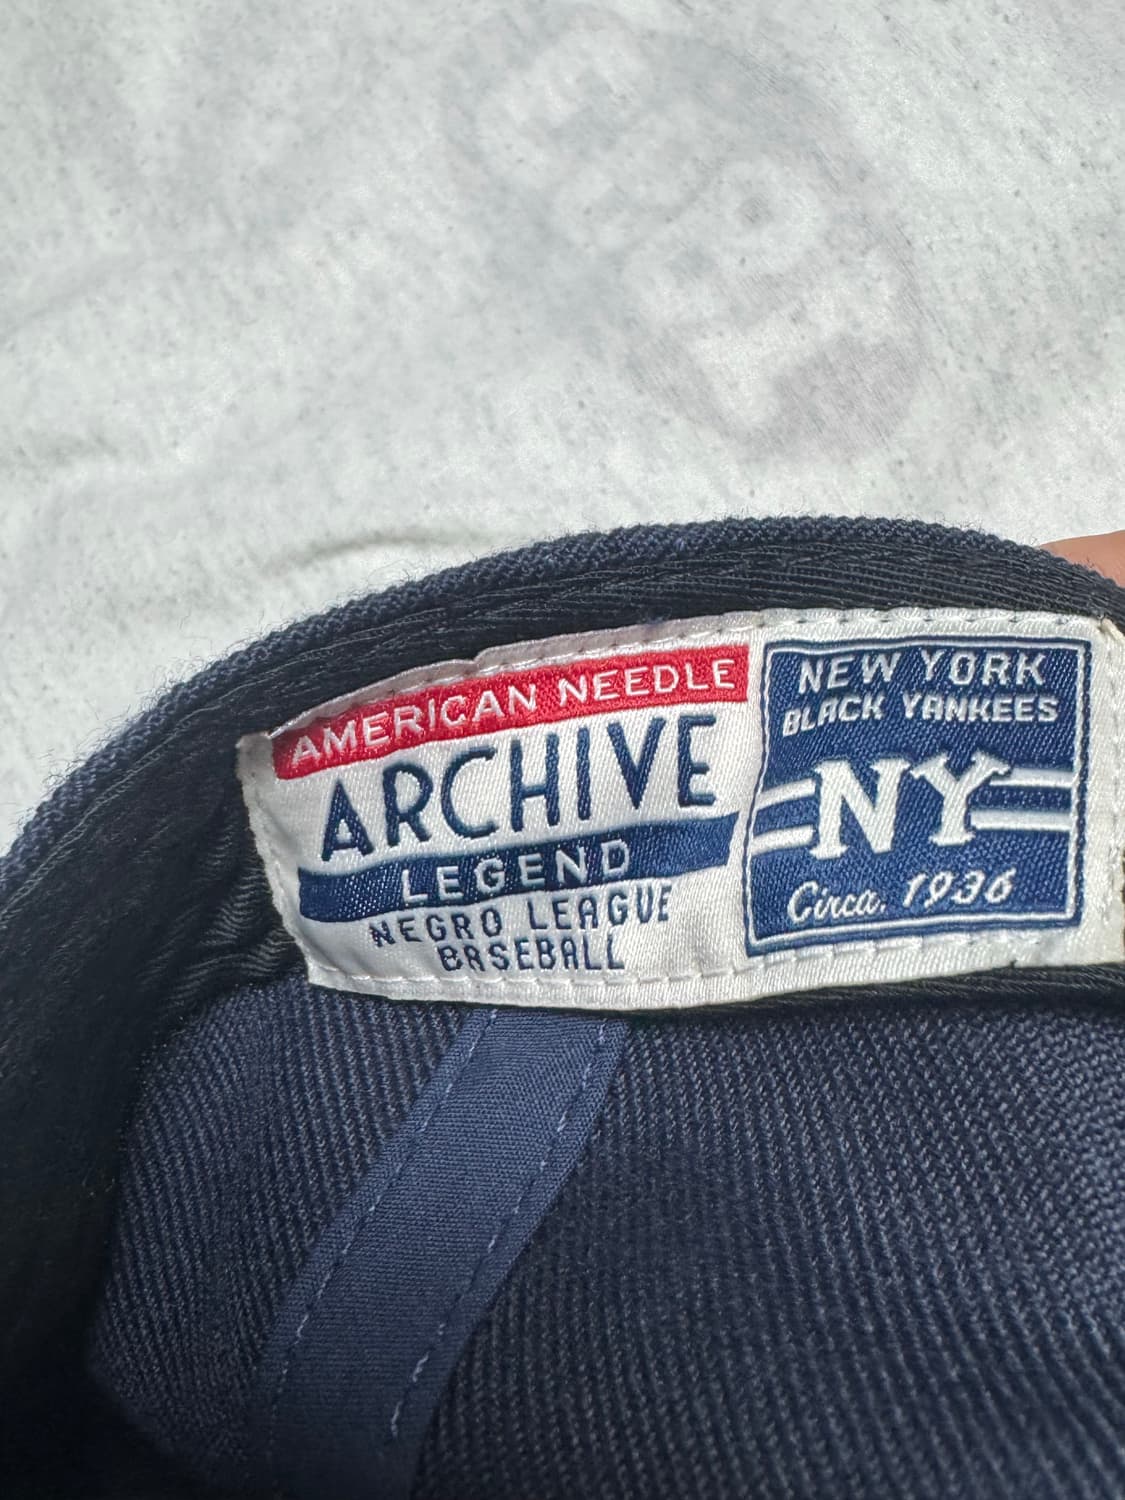 AMERICAN NEEDLE
ARCHIVE
LEGEND
NEGRO LEAGUE
BASEBALL
NEW YORK
BLACK YANKEES
NY
Circa. 1936